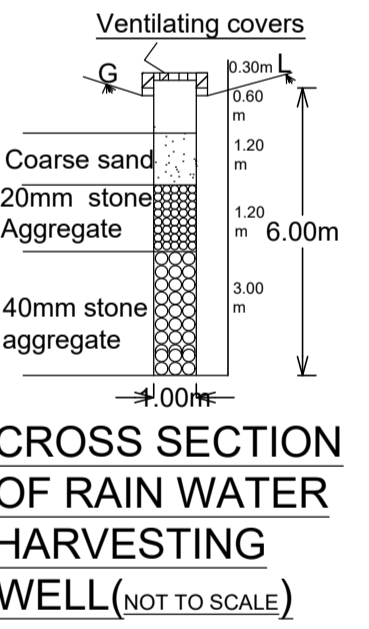 Ventilating covers
G
0.30m L
0.60
m
1.20
m
Coarse sand
20mm stone
Aggregate
1.20
m
6.00m
3.00
m
40mm stone
aggregate
1.00m
CROSS SECTION
OF RAIN WATER
HARVESTING
WELL(NOT TO SCALE)